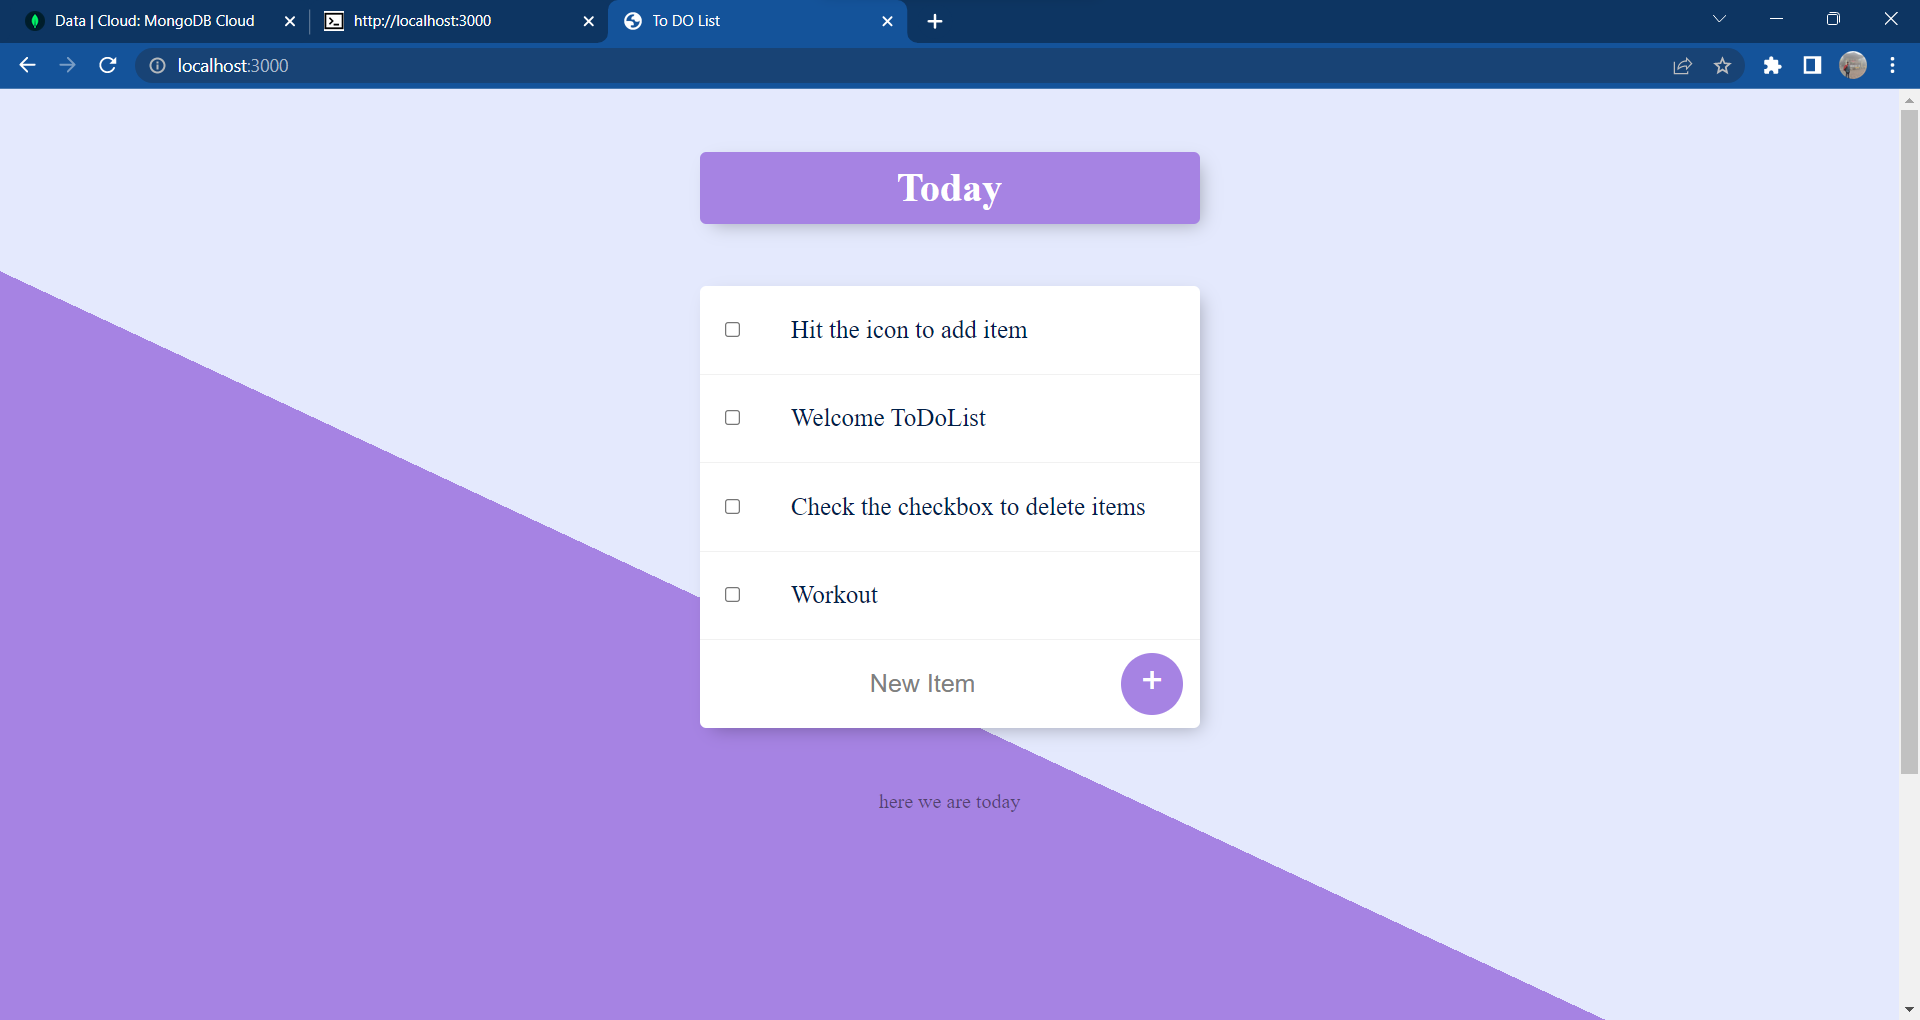 Data | Cloud: MongoDB Cloud
http://localhost:3000
To DO List
localhost:3000
Today
Hit the icon to add item
Welcome ToDoList
Check the checkbox to delete items
Workout
New Item
+
here we are today